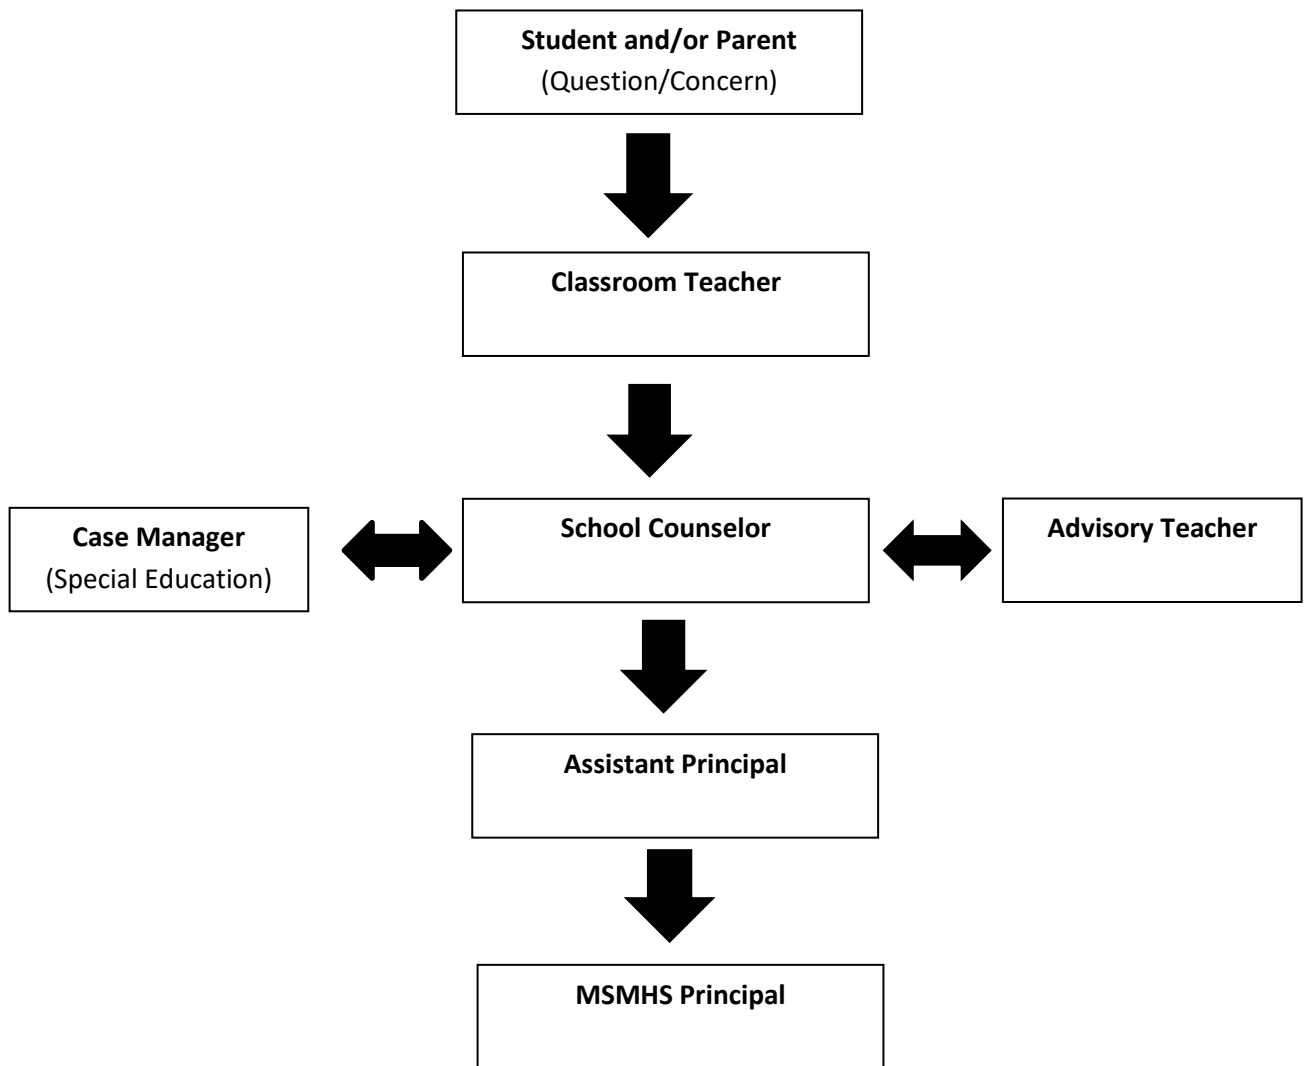 Student and/or Parent
(Question/Concern)
Classroom Teacher
School Counselor
Case Manager
(Special Education)
Advisory Teacher
Assistant Principal
MSMHS Principal